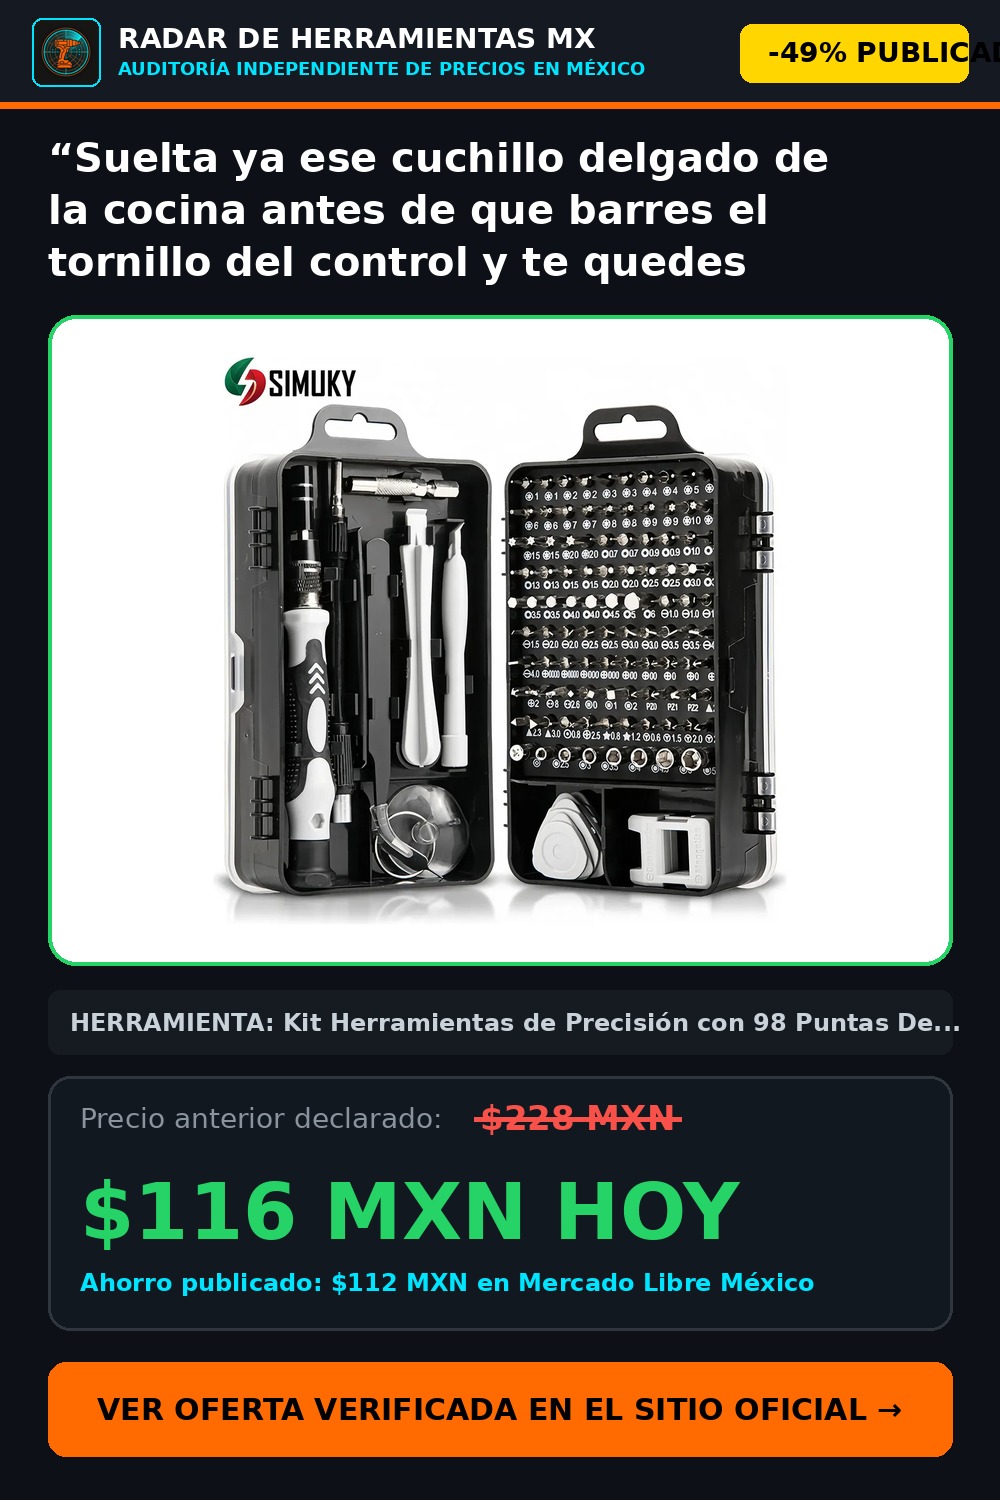 RADAR DE HERRAMIENTAS MX
AUDITORÍA INDEPENDIENTE DE PRECIOS EN MÉXICO
-49% PUBLICA
“Suelta ya ese cuchillo delgado de
la cocina antes de que barres el
tornillo del control y te quedes
SIMUKY
HERRAMIENTA: Kit Herramientas de Precisión con 98 Puntas De...
Precio anterior declarado: $228 MXN
$116 MXN HOY
Ahorro publicado: $112 MXN en Mercado Libre México
VER OFERTA VERIFICADA EN EL SITIO OFICIAL →